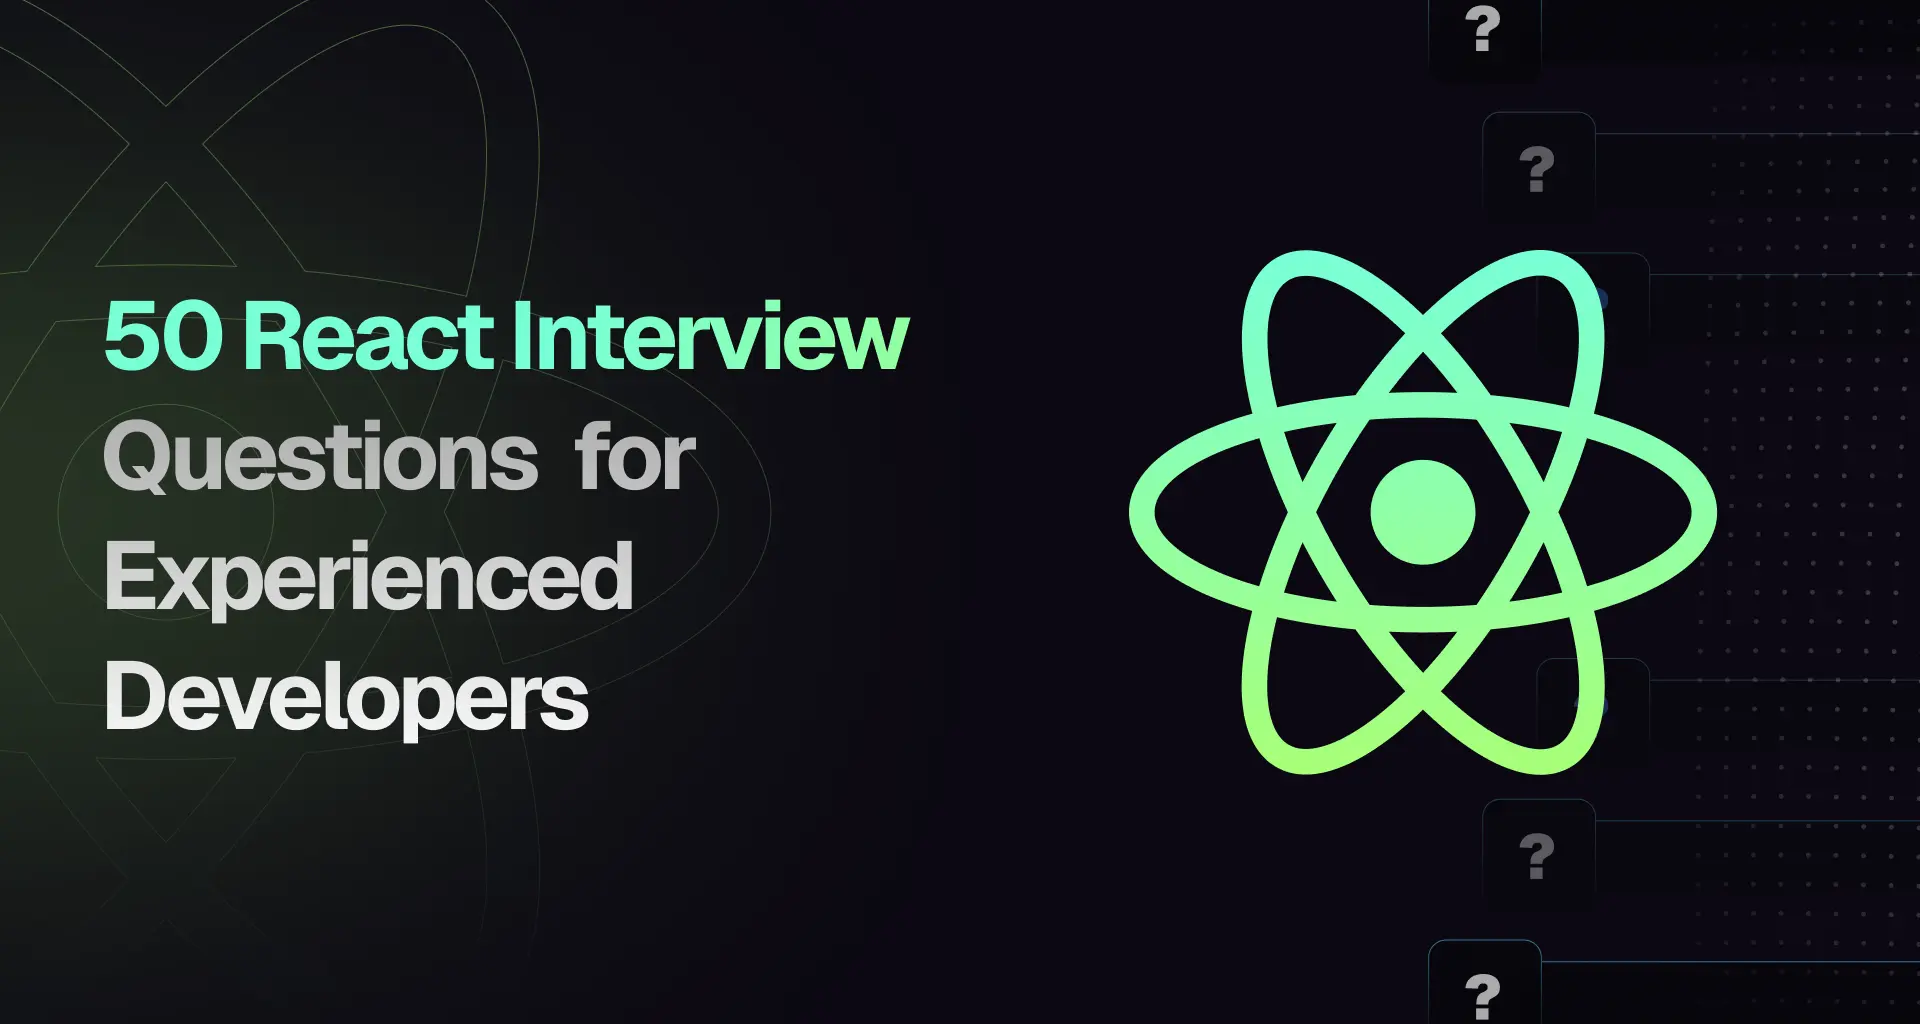 50 React Interview
Questions for
Experienced
Developers
?
?
?
?